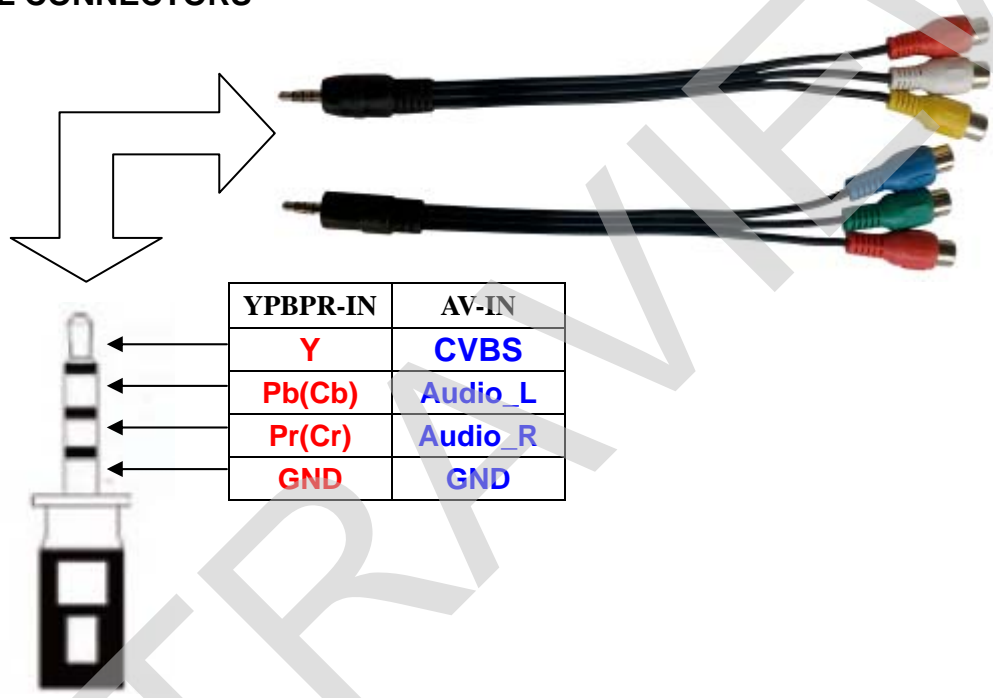 CONNECTORS
YPBPR-IN AV-IN
Y CVBS
Pb(Cb) Audio_L
Pr(Cr) Audio_R
GND GND